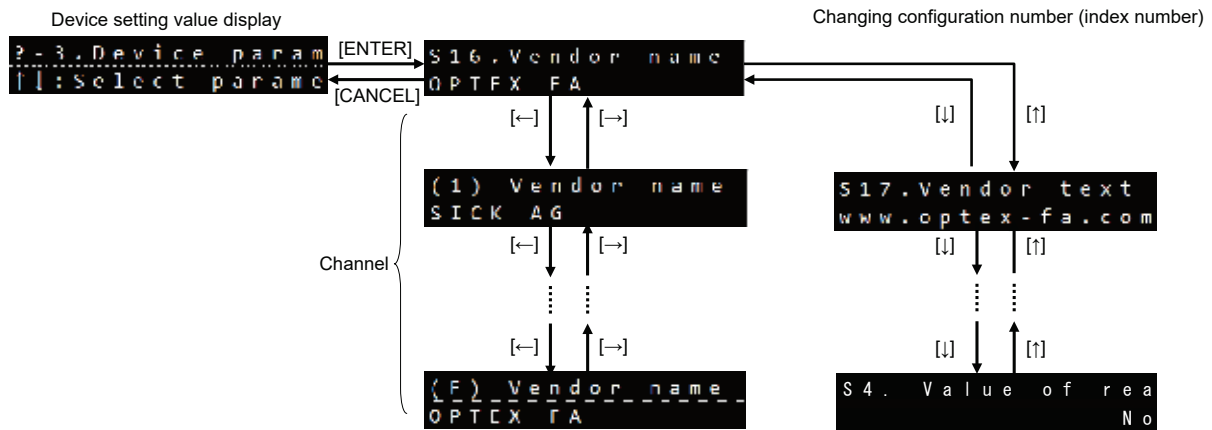 Device setting value display
Changing configuration number (index number)
2-3.Device param
↑↓:Select parame
[ENTER]
[CANCEL]
S16.Vendor name
OPTEX FA
[←] [→]
[↓] [↑]
(1) Vendor name
SICK AG
S17.Vendor text
www.optex-fa.com
[←] [→]
[↓] [↑]
Channel
[←] [→]
[↓] [↑]
(F) Vendor name
OPTEX FA
S4. Value of rea
No